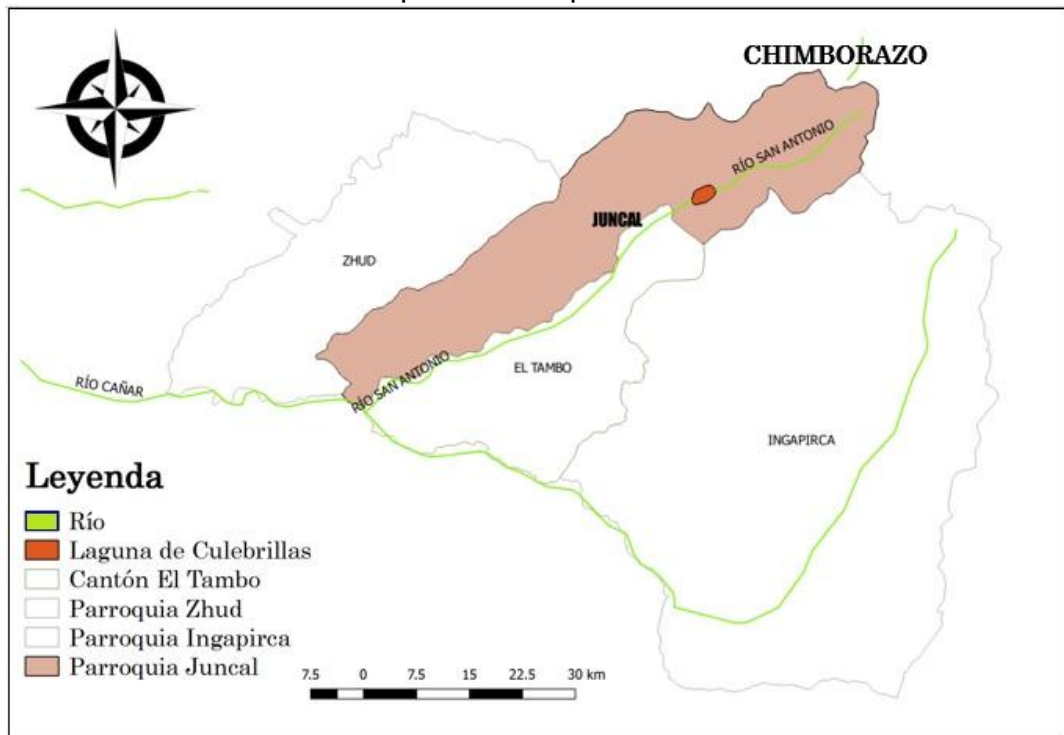 CHIMBORAZO
RÍO SAN ANTONIO
JUNCAL
ZHUD
RÍO SAN ANTONIO
EL TAMBO
RÍO CAÑAR
INGAPIRCA
Leyenda
Río
Laguna de Culebrillas
Cantón El Tambo
Parroquia Zhud
Parroquia Ingapirca
Parroquia Juncal
7.5 0 7.5 15 22.5 30 km